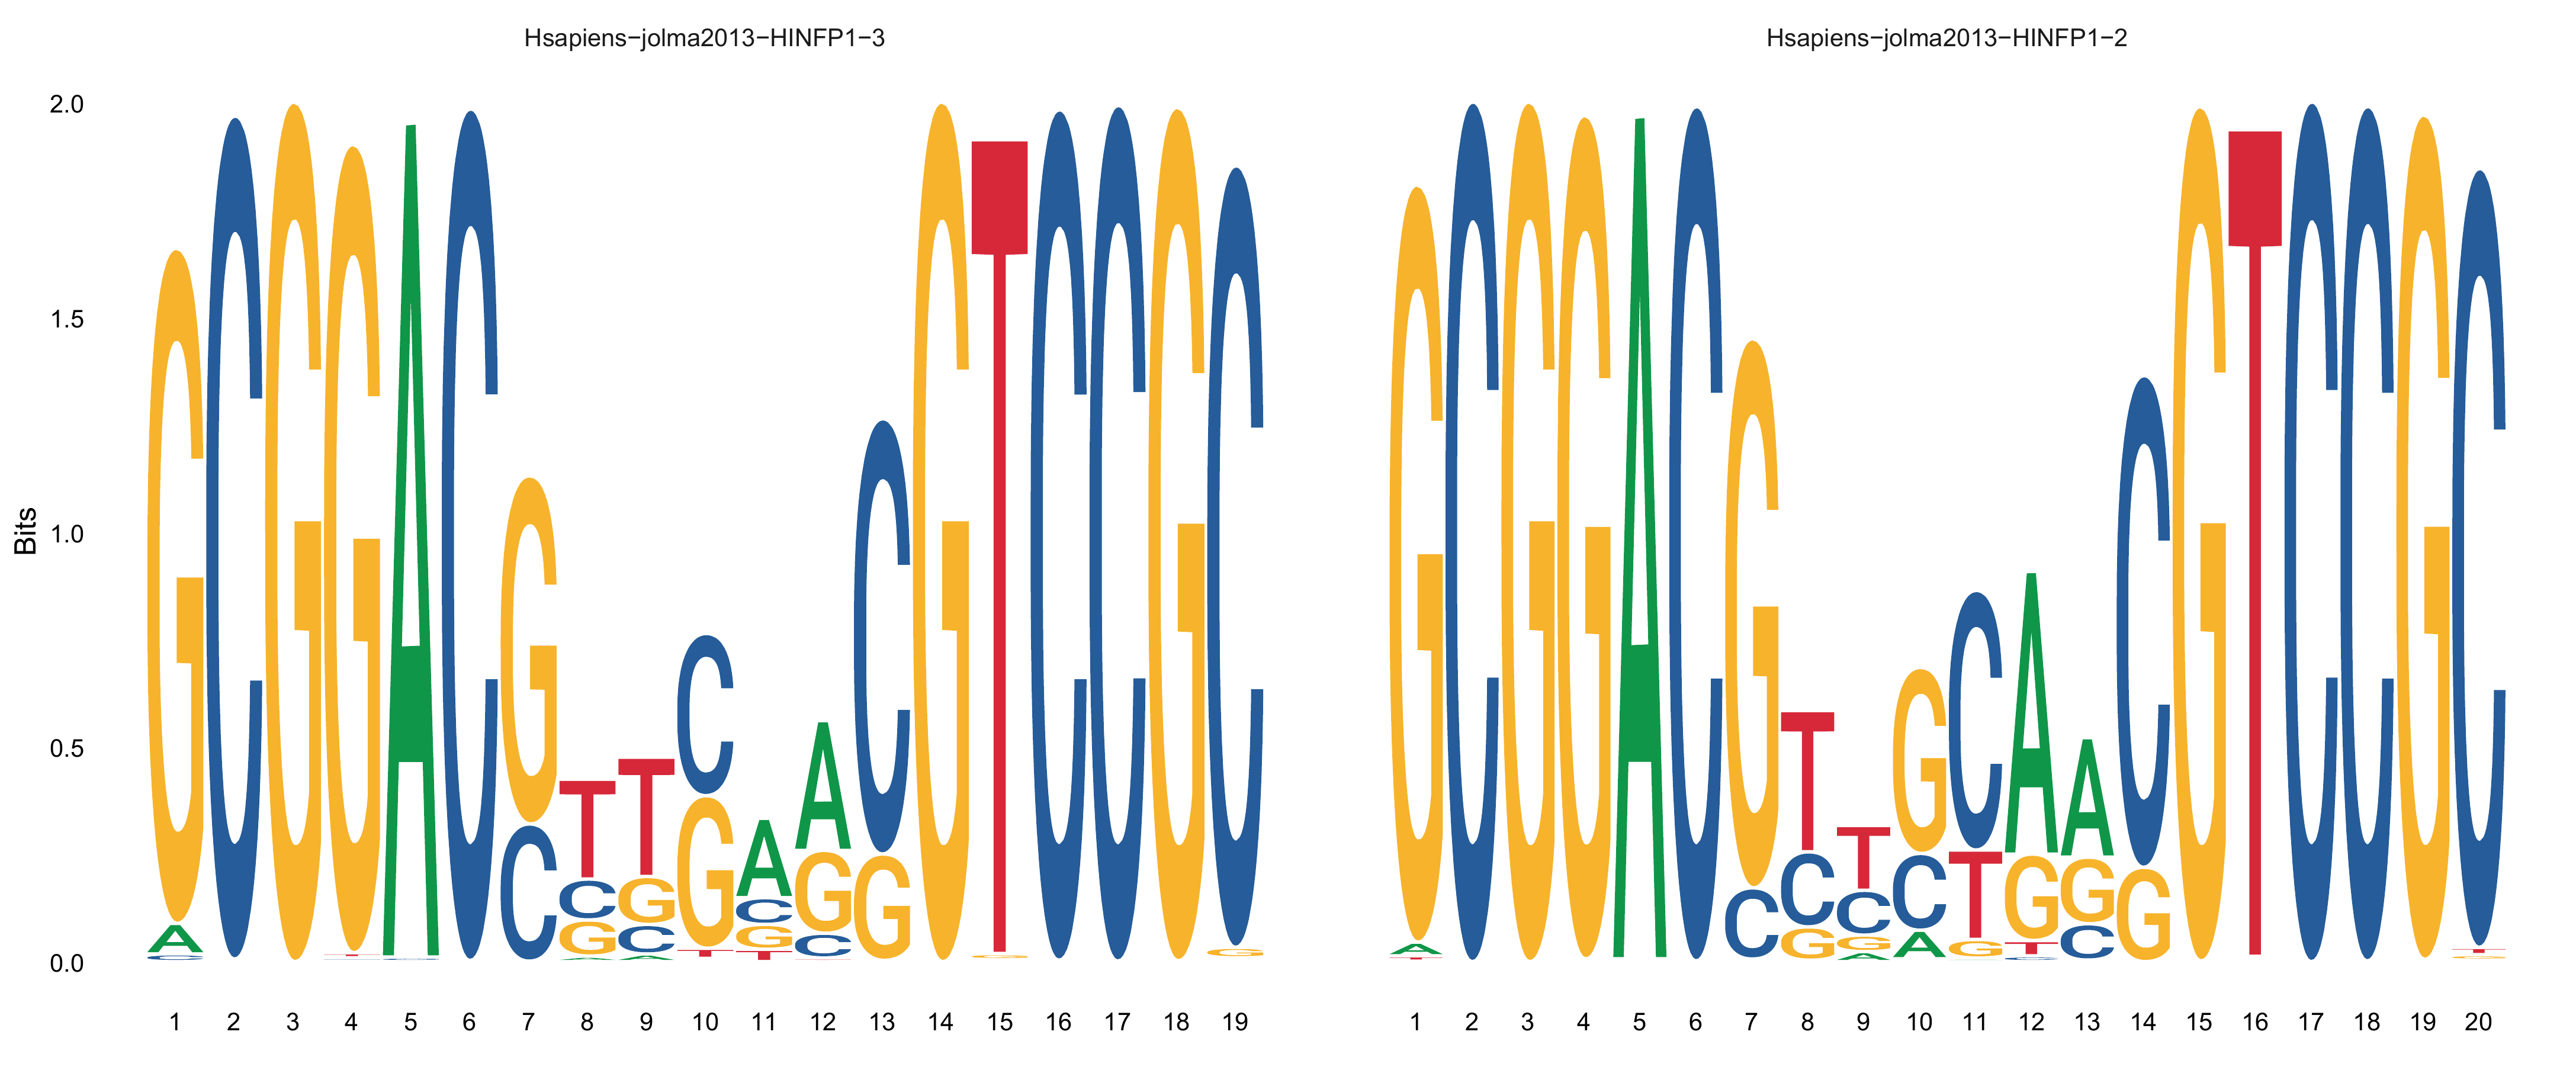 Hsapiens−jolma2013−HINFP1−3
Hsapiens−jolma2013−HINFP1−2
2.0
1.5
1.0
0.5
0.0
Bits
G C G G A C G T T C A A C G T C C G C
A C T C C G G C G C G G G G
C G C T G C
A A T
G C G G A C G T T G C A A C G T C C G C
A C C C C T G G G T
T G G A G T C G
A C
1 2 3 4 5 6 7 8 9 10 11 12 13 14 15 16 17 18 19
1 2 3 4 5 6 7 8 9 10 11 12 13 14 15 16 17 18 19 20